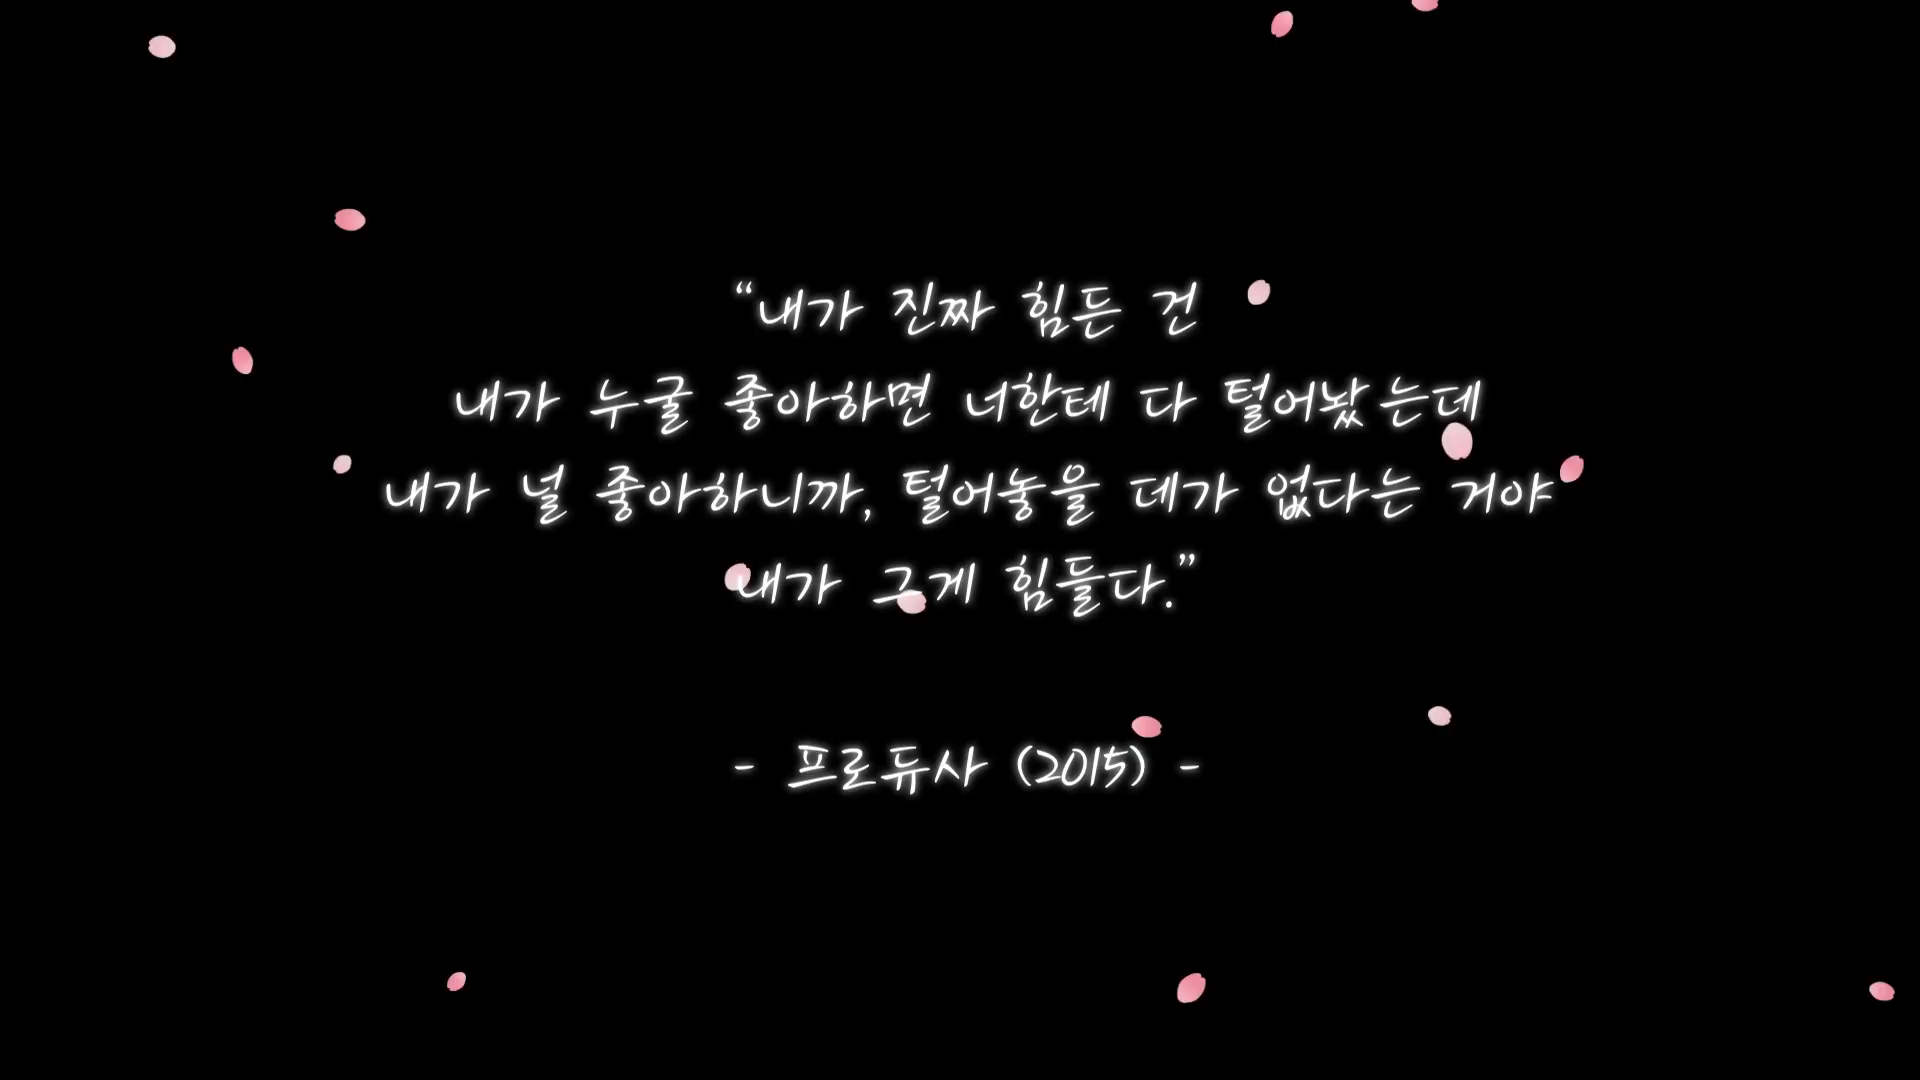 “내가 진짜 힘든 건
내가 누굴 좋아하면 너한테 다 털어놨는데
내가 널 좋아하니까, 털어놓을 데가 없다는 거야
내가 그게 힘들다.”
- 프로듀사 (2015) -